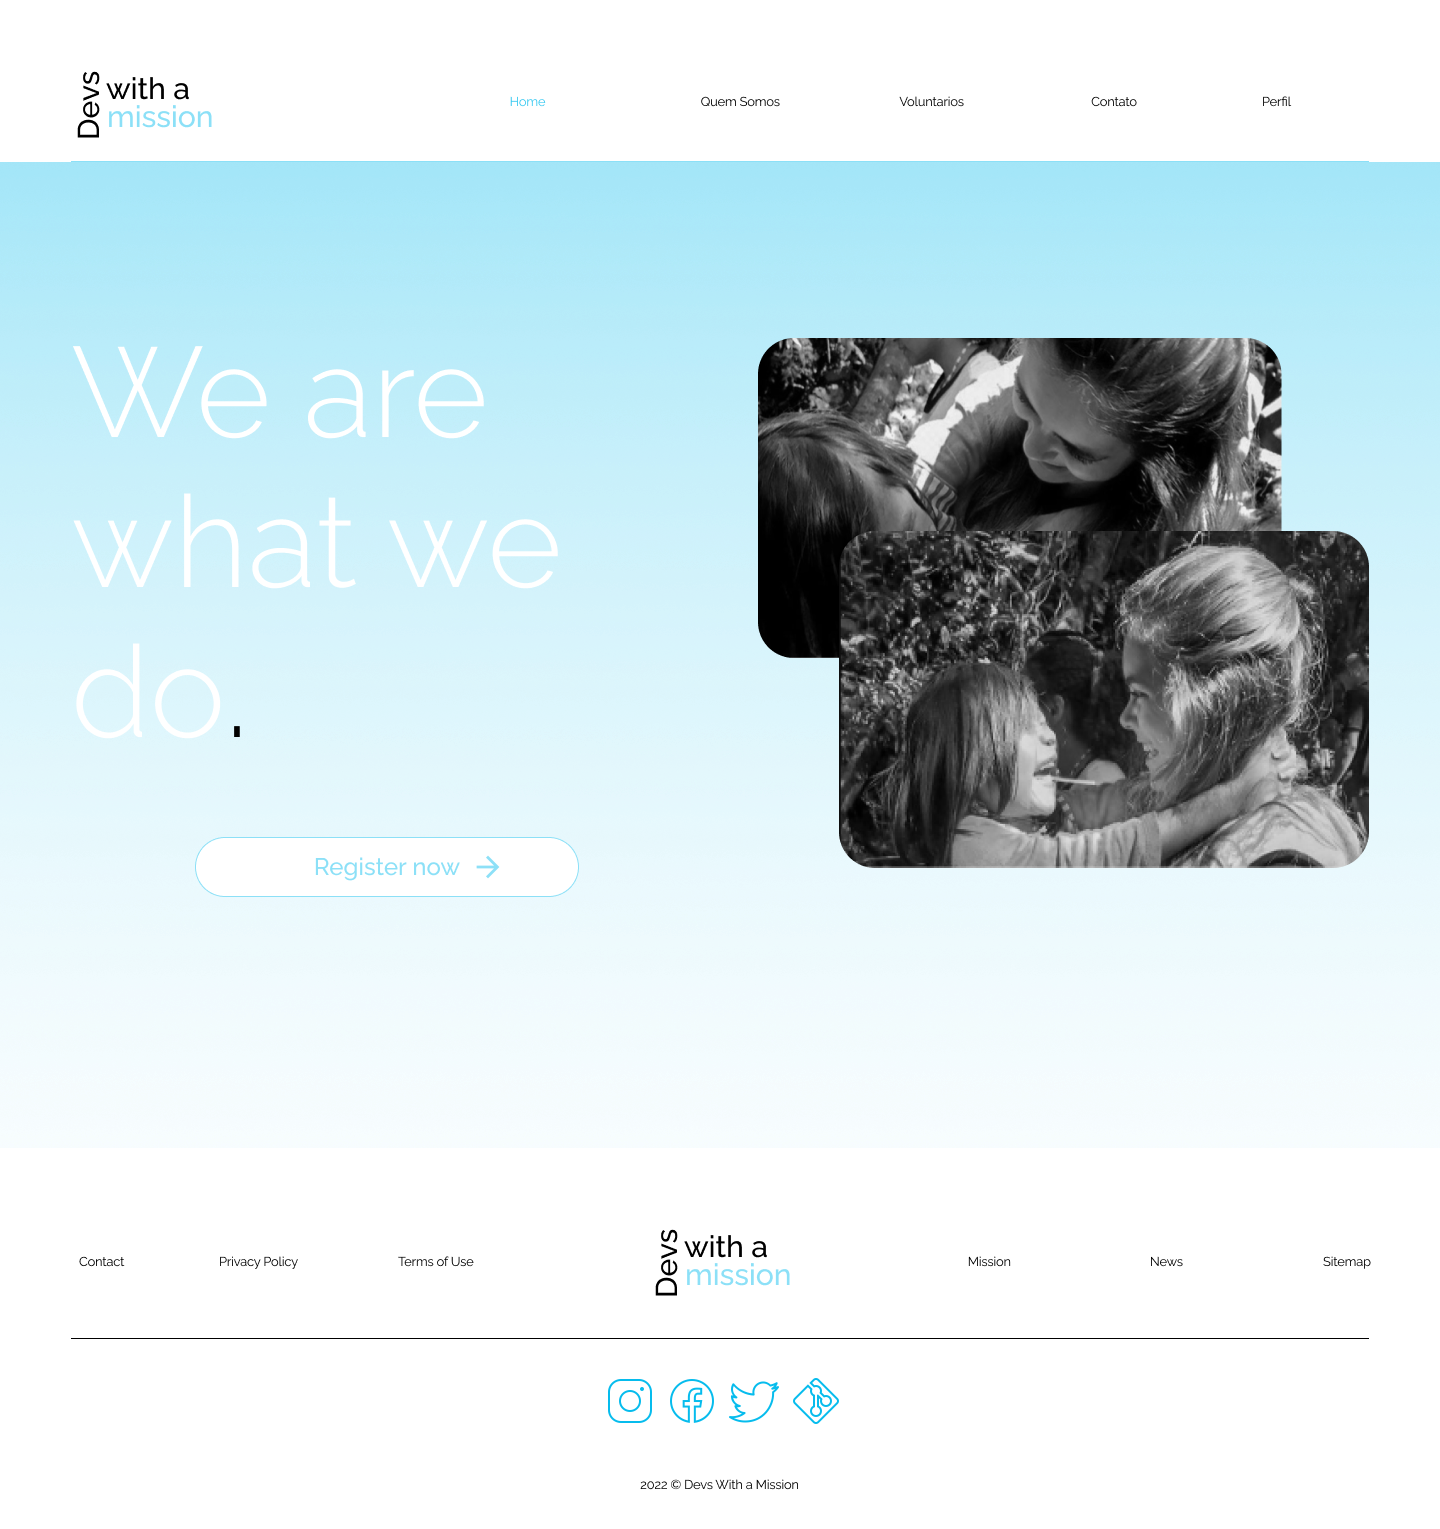 Devs
with a
mission
Home Quem Somos Voluntarios Contato Perfil
We are
what we
do.
Register now
Contact Privacy Policy Terms of Use
Devs
with a
mission
Mission News Sitemap
2022 © Devs With a Mission